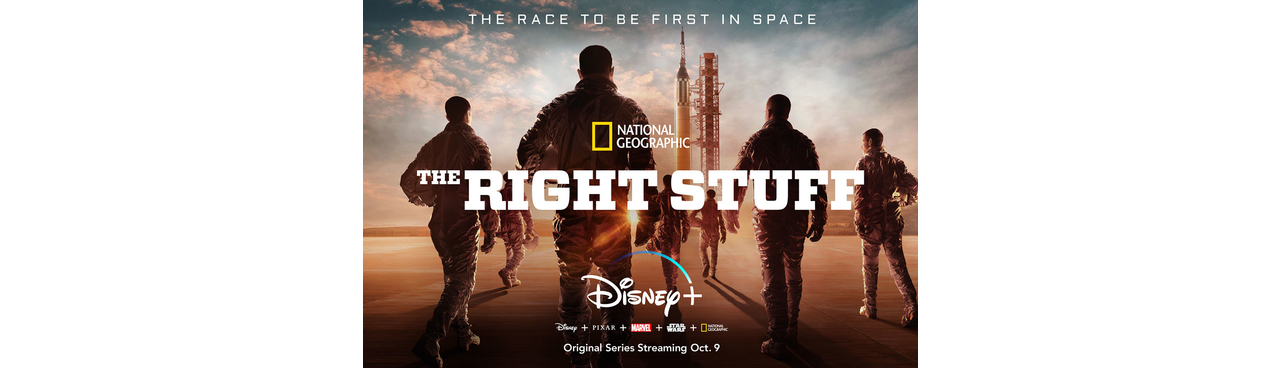 THE RACE TO BE FIRST IN SPACE
NATIONAL
GEOGRAPHIC
THE RIGHT STUFF
Disney+
Disney + PIXAR + MARVEL + STAR WARS + NATIONAL GEOGRAPHIC
Original Series Streaming Oct. 9